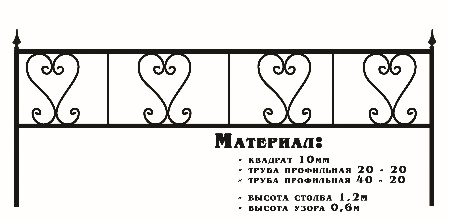 Материал:
- квадрат 10мм
- труба профильная 20 - 20
- труба профильная 40 - 20
- высота столба 1,2м
- высота узора 0,6м